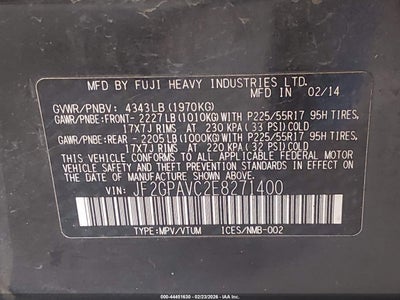 MFD BY FUJI HEAVY INDUSTRIES LTD.
IN 02/14
GVWR/PNBV: 4343LB (1970KG)
GAWR/PNBE:FRONT- 2227LB (1010KG)WITH P225/55R17 95H TIRES,
17X7J RIMS AT 230 KPA (33 PSI) COLD
GAWR/PNBE:REAR - 2205LB (1000KG)WITH P225/55R17 95H TIRES,
17X7J RIMS AT 220 KPA (32 PSI) COLD
THIS VEHICLE CONFORMS TO ALL APPLICABLE FEDERAL MOTOR
VEHICLE SAFETY, BUMPER, AND THEFT PREVENTION STANDARDS
IN EFFECT ON THE DATE OF MANUFACTURE SHOWN ABOVE.
VIN: JF2GPAVC2E8271400
TYPE:MPV/VTUM ICES/NMB-002
000-44451630 - 02/23/2026 - IAA Inc.